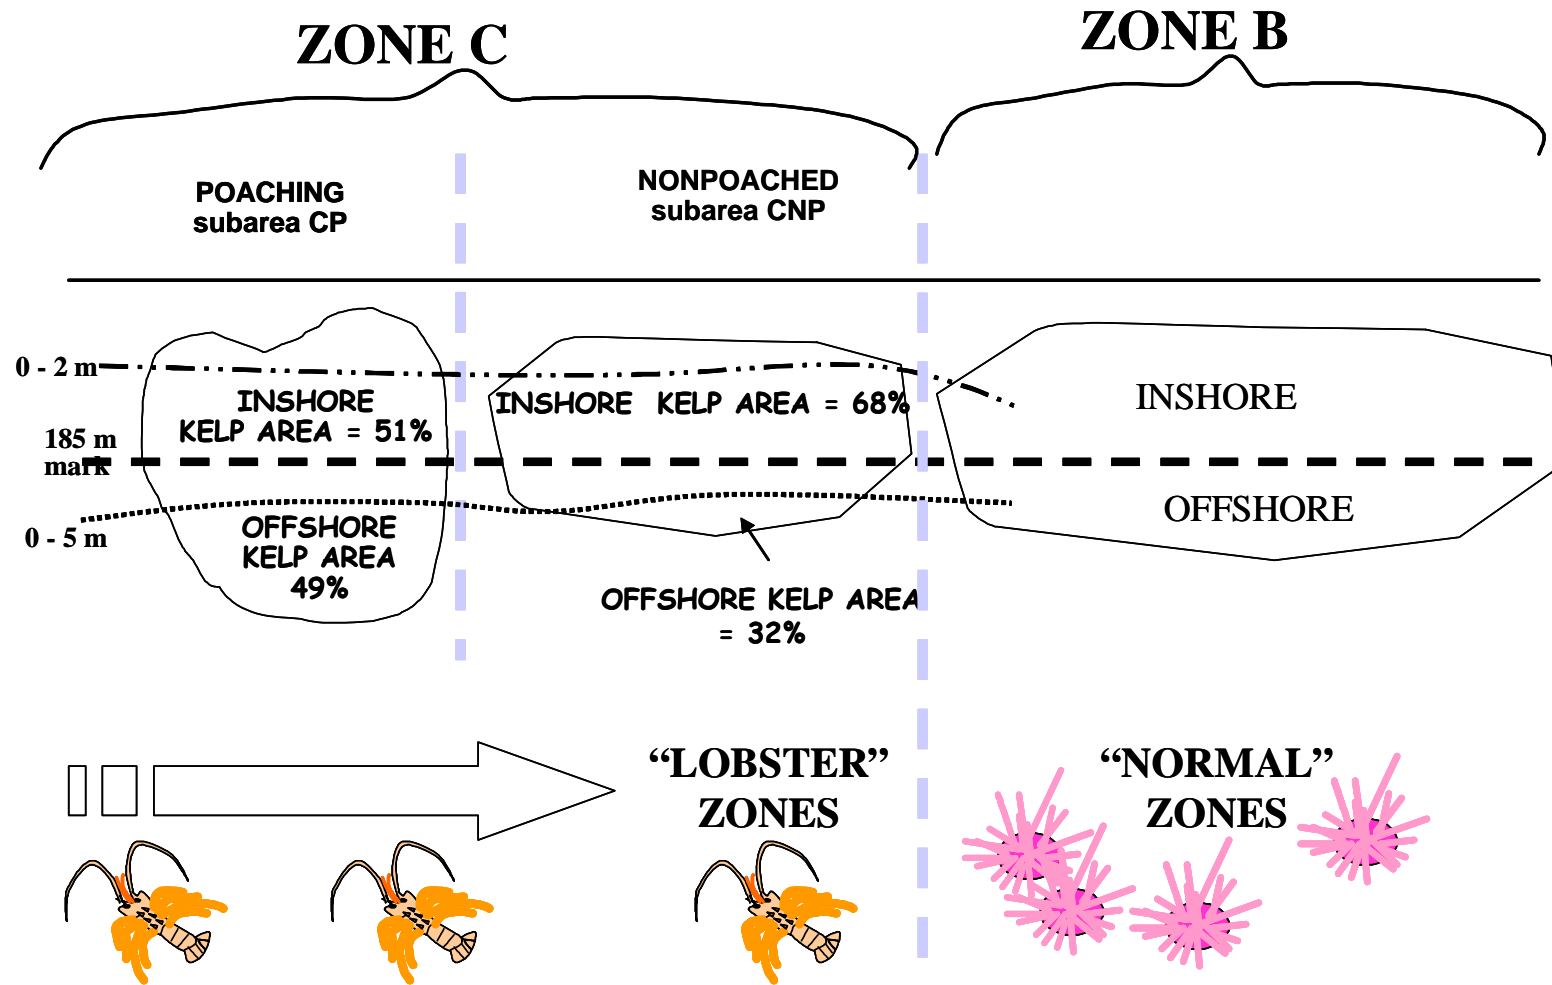 ZONE C
ZONE B
POACHING
subarea CP
NONPOACHED
subarea CNP
0 - 2 m
INSHORE
KELP AREA = 51%
INSHORE KELP AREA = 68%
INSHORE
185 m
mark
OFFSHORE
KELP AREA
49%
OFFSHORE
0 - 5 m
OFFSHORE KELP AREA
= 32%
“LOBSTER”
ZONES
“NORMAL”
ZONES